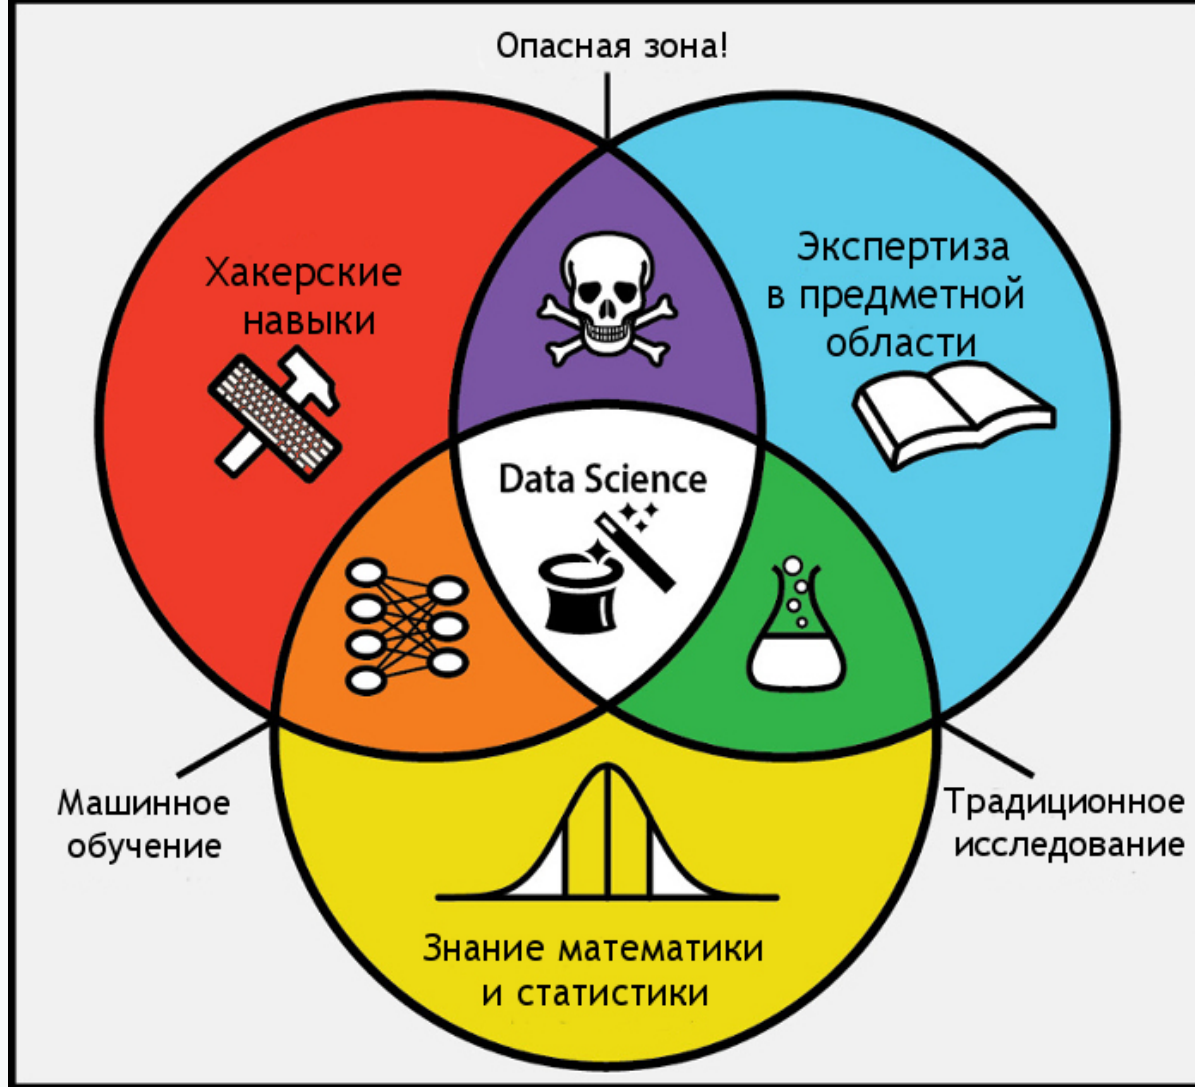 Опасная зона!
Хакерские
навыки
Экспертиза
в предметной
области
Data Science
Машинное
обучение
Традиционное
исследование
Знание математики
и статистики